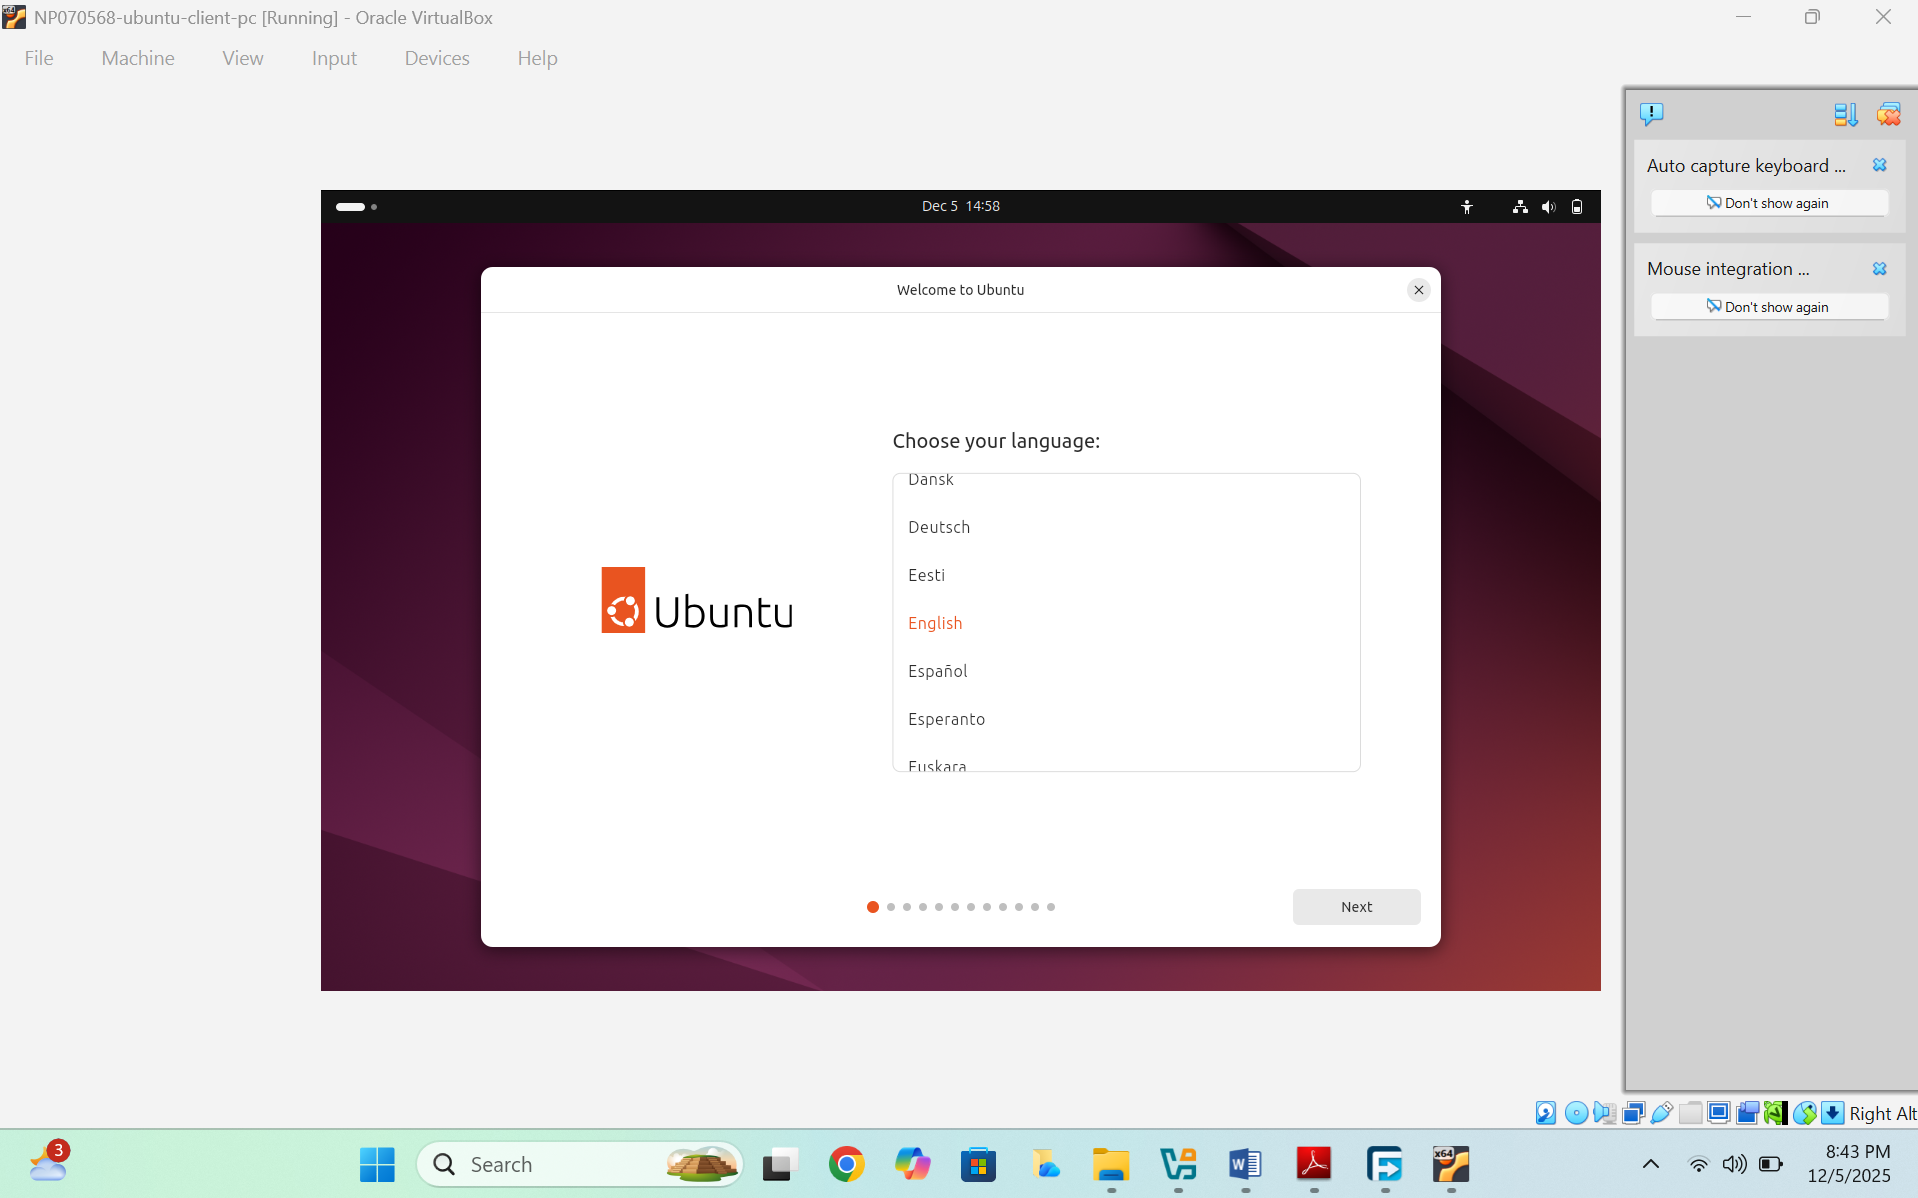 NP070568-ubuntu-client-pc [Running] - Oracle VirtualBox
File Machine View Input Devices Help
Auto capture keyboard ...
Don't show again
Mouse integration ...
Don't show again
Dec 5 14:58
Welcome to Ubuntu
Choose your language:
Dansk
Deutsch
Eesti
English
Español
Esperanto
Euskara
Ubuntu
Next
Right Alt
3
Search
x64
8:43 PM
12/5/2025